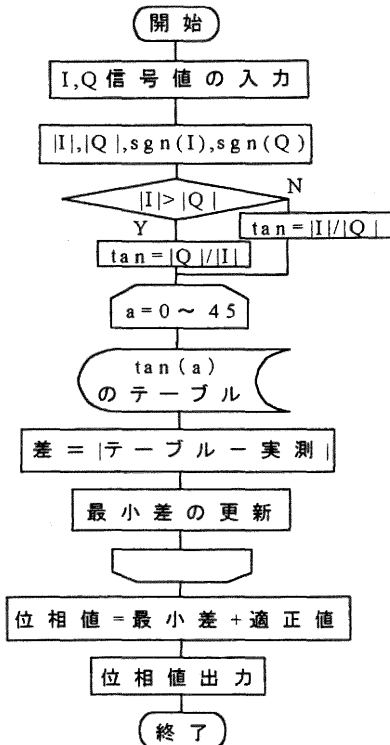 開始
I,Q信号値の入力
|I|,|Q|,sgn(I),sgn(Q)
|I|>|Q|
N
Y
tan=|I|/|Q|
tan=|Q|/|I|
a=0～45
tan(a)
のテーブル
差＝|テーブル－実測|
最小差の更新
位相値=最小差+適正値
位相値出力
終了